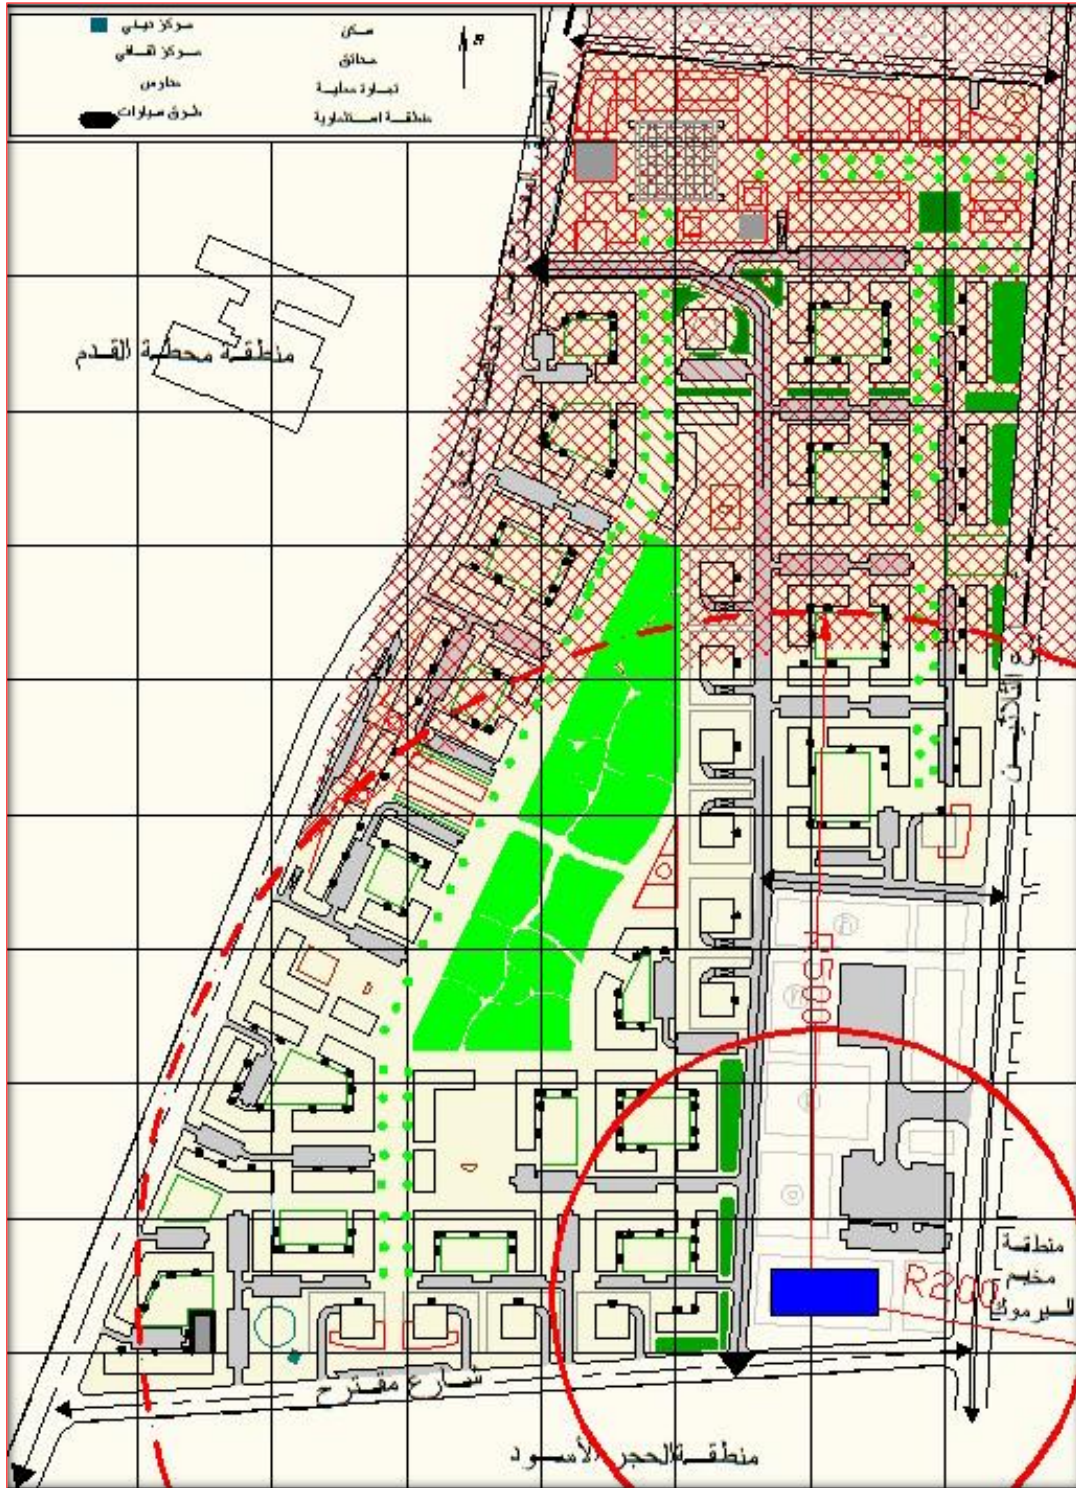 مركز ديني
مركز ثقافي
مدارس
طرق سيارات
سكن
حدائق
تجارة محلية
منطقة استثمارية
منطقة محطة القدم
R500
R200
منطقة
مخيم
اليرموك
شارع مقترح
منطقة الحجر الأسود